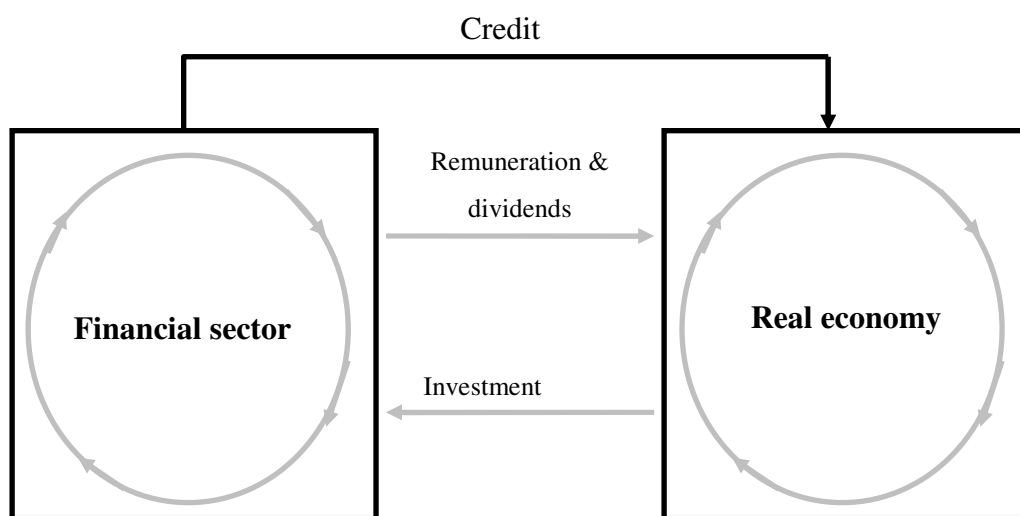 Credit
Remuneration &
dividends
Financial sector
Real economy
Investment